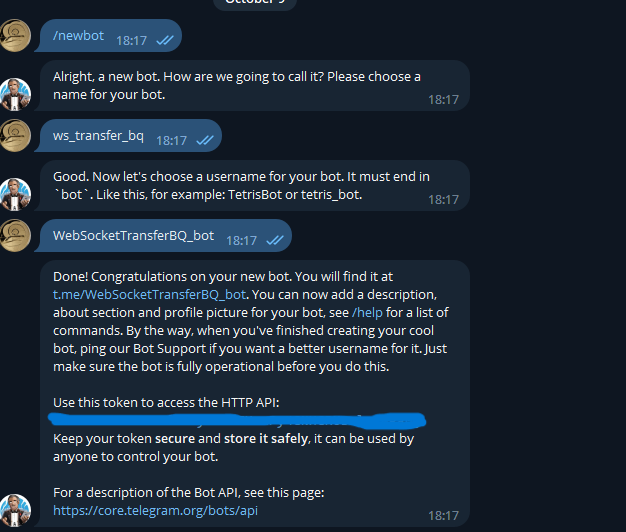 October 9
/newbot
18:17
Alright, a new bot. How are we going to call it? Please choose a
name for your bot.
18:17
ws_transfer_bq
18:17
Good. Now let's choose a username for your bot. It must end in
`bot`. Like this, for example: TetrisBot or tetris_bot.
18:17
WebSocketTransferBQ_bot
18:17
Done! Congratulations on your new bot. You will find it at
t.me/WebSocketTransferBQ_bot. You can now add a description,
about section and profile picture for your bot, see /help for a list of
commands. By the way, when you've finished creating your cool
bot, ping our Bot Support if you want a better username for it. Just
make sure the bot is fully operational before you do this.
Use this token to access the HTTP API:
Keep your token secure and store it safely, it can be used by
anyone to control your bot.
For a description of the Bot API, see this page:
https://core.telegram.org/bots/api
18:17